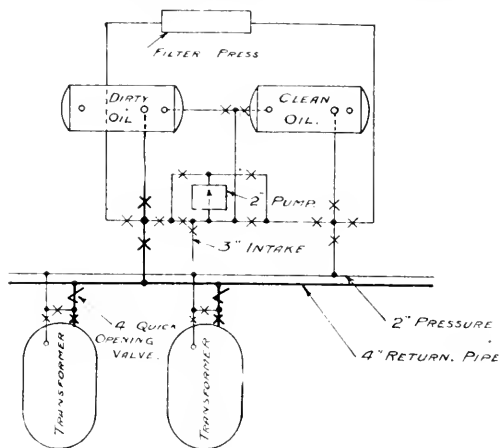 FILTER PRESS
DIRTY
OIL
CLEAN
OIL.
2" PUMP.
3" INTAKE
2" PRESSURE
4" RETURN. PIPE
4 QUICK
OPENING
VALVE.
TRANSFORMER
TRANSFORMER